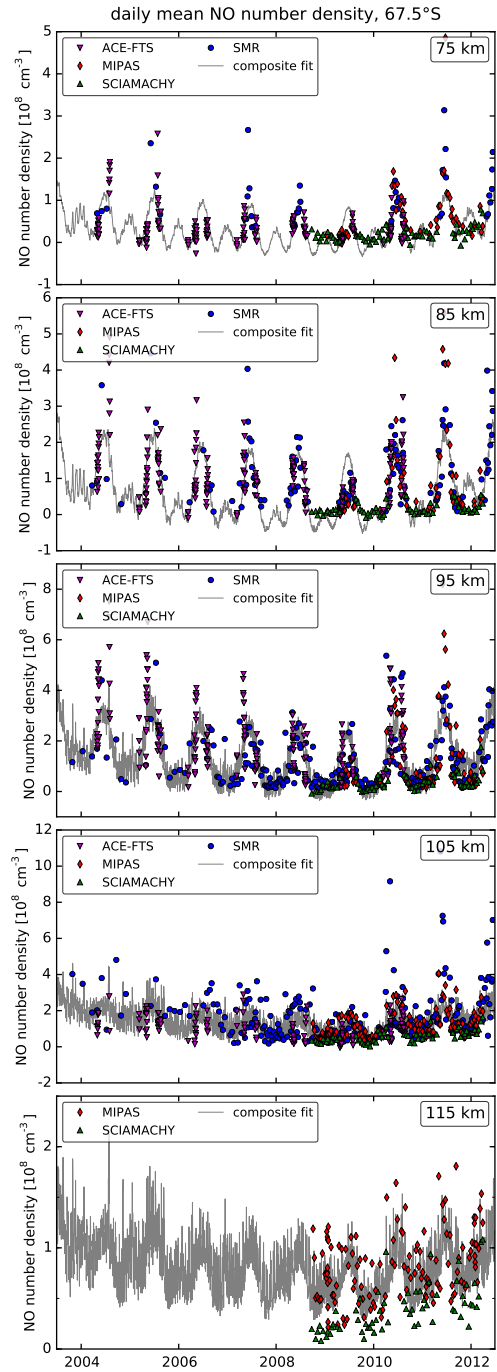 daily mean NO number density, 67.5°S
NO number density [10⁸ cm⁻³]
5
4
3
2
1
0
-1
ACE-FTS
MIPAS
SCIAMACHY
SMR
composite fit
75 km
NO number density [10⁸ cm⁻³]
6
5
4
3
2
1
0
-1
ACE-FTS
MIPAS
SCIAMACHY
SMR
composite fit
85 km
NO number density [10⁸ cm⁻³]
8
6
4
2
0
ACE-FTS
MIPAS
SCIAMACHY
SMR
composite fit
95 km
NO number density [10⁸ cm⁻³]
12
10
8
6
4
2
0
-2
ACE-FTS
MIPAS
SCIAMACHY
SMR
composite fit
105 km
NO number density [10⁸ cm⁻³]
2
1
0
MIPAS
SCIAMACHY
composite fit
115 km
2004
2006
2008
2010
2012